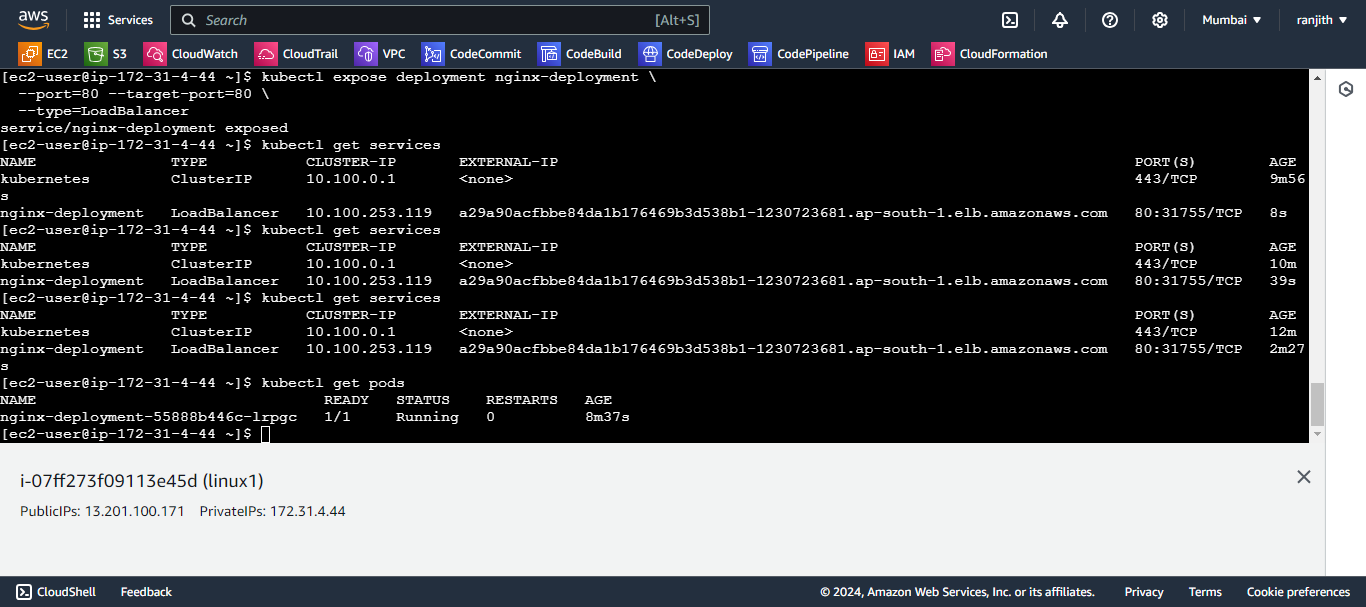 aws Services Search [Alt+S] Mumbai ranjith
EC2 S3 CloudWatch CloudTrail VPC CodeCommit CodeBuild CodeDeploy CodePipeline IAM CloudFormation
[ec2-user@ip-172-31-4-44 ~]$ kubectl expose deployment nginx-deployment \
  --port=80 --target-port=80 \
  --type=LoadBalancer
service/nginx-deployment exposed
[ec2-user@ip-172-31-4-44 ~]$ kubectl get services
NAME TYPE CLUSTER-IP EXTERNAL-IP PORT(S) AGE
kubernetes ClusterIP 10.100.0.1 <none> 443/TCP 9m56
s
nginx-deployment LoadBalancer 10.100.253.119 a29a90acfbbe84da1b176469b3d538b1-1230723681.ap-south-1.elb.amazonaws.com 80:31755/TCP 8s
[ec2-user@ip-172-31-4-44 ~]$ kubectl get services
NAME TYPE CLUSTER-IP EXTERNAL-IP PORT(S) AGE
kubernetes ClusterIP 10.100.0.1 <none> 443/TCP 10m
nginx-deployment LoadBalancer 10.100.253.119 a29a90acfbbe84da1b176469b3d538b1-1230723681.ap-south-1.elb.amazonaws.com 80:31755/TCP 39s
[ec2-user@ip-172-31-4-44 ~]$ kubectl get services
NAME TYPE CLUSTER-IP EXTERNAL-IP PORT(S) AGE
kubernetes ClusterIP 10.100.0.1 <none> 443/TCP 12m
nginx-deployment LoadBalancer 10.100.253.119 a29a90acfbbe84da1b176469b3d538b1-1230723681.ap-south-1.elb.amazonaws.com 80:31755/TCP 2m27
s
[ec2-user@ip-172-31-4-44 ~]$ kubectl get pods
NAME READY STATUS RESTARTS AGE
nginx-deployment-55888b446c-lrpgc 1/1 Running 0 8m37s
[ec2-user@ip-172-31-4-44 ~]$
i-07ff273f09113e45d (linux1)
PublicIPs: 13.201.100.171 PrivateIPs: 172.31.4.44
CloudShell Feedback © 2024, Amazon Web Services, Inc. or its affiliates. Privacy Terms Cookie preferences